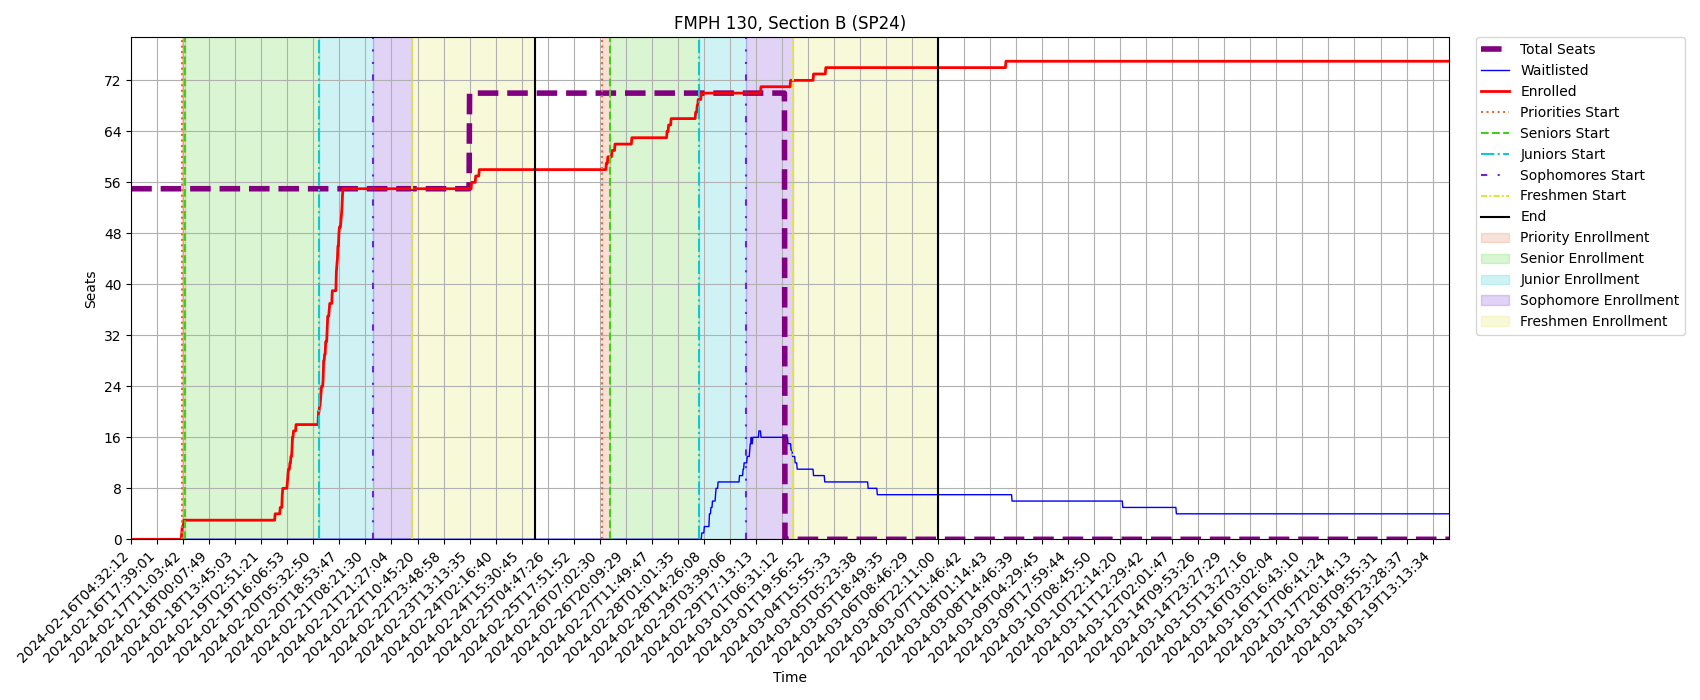 FMPH 130, Section B (SP24)
Total Seats
Waitlisted
Enrolled
Priorities Start
Seniors Start
Juniors Start
Sophomores Start
Freshmen Start
End
Priority Enrollment
Senior Enrollment
Junior Enrollment
Sophomore Enrollment
Freshmen Enrollment
Seats
72
64
56
48
40
32
24
16
8
0
2024-02-16T04:32:12
2024-02-16T17:39:01
2024-02-17T11:03:42
2024-02-18T00:07:49
2024-02-18T13:45:03
2024-02-19T02:51:21
2024-02-19T16:06:53
2024-02-20T05:32:50
2024-02-20T18:53:47
2024-02-21T08:21:30
2024-02-21T21:27:04
2024-02-22T10:45:20
2024-02-22T23:48:58
2024-02-23T13:13:35
2024-02-24T02:16:40
2024-02-24T15:30:45
2024-02-25T04:47:26
2024-02-25T17:51:52
2024-02-26T07:02:30
2024-02-26T20:09:29
2024-02-27T11:49:47
2024-02-28T01:01:35
2024-02-28T14:26:08
2024-02-29T03:39:06
2024-02-29T17:13:13
2024-03-01T06:31:12
2024-03-01T19:56:52
2024-03-04T15:55:33
2024-03-05T05:23:38
2024-03-05T18:49:35
2024-03-06T08:46:29
2024-03-06T22:11:00
2024-03-07T11:46:42
2024-03-08T01:14:43
2024-03-08T14:46:39
2024-03-09T04:29:45
2024-03-09T17:59:44
2024-03-10T08:45:50
2024-03-10T22:14:20
2024-03-11T12:29:42
2024-03-12T02:01:47
2024-03-14T09:53:26
2024-03-14T23:27:29
2024-03-15T13:27:16
2024-03-16T03:02:04
2024-03-16T16:43:10
2024-03-17T06:41:24
2024-03-17T20:14:13
2024-03-18T09:55:31
2024-03-18T23:28:37
2024-03-19T13:13:34
Time